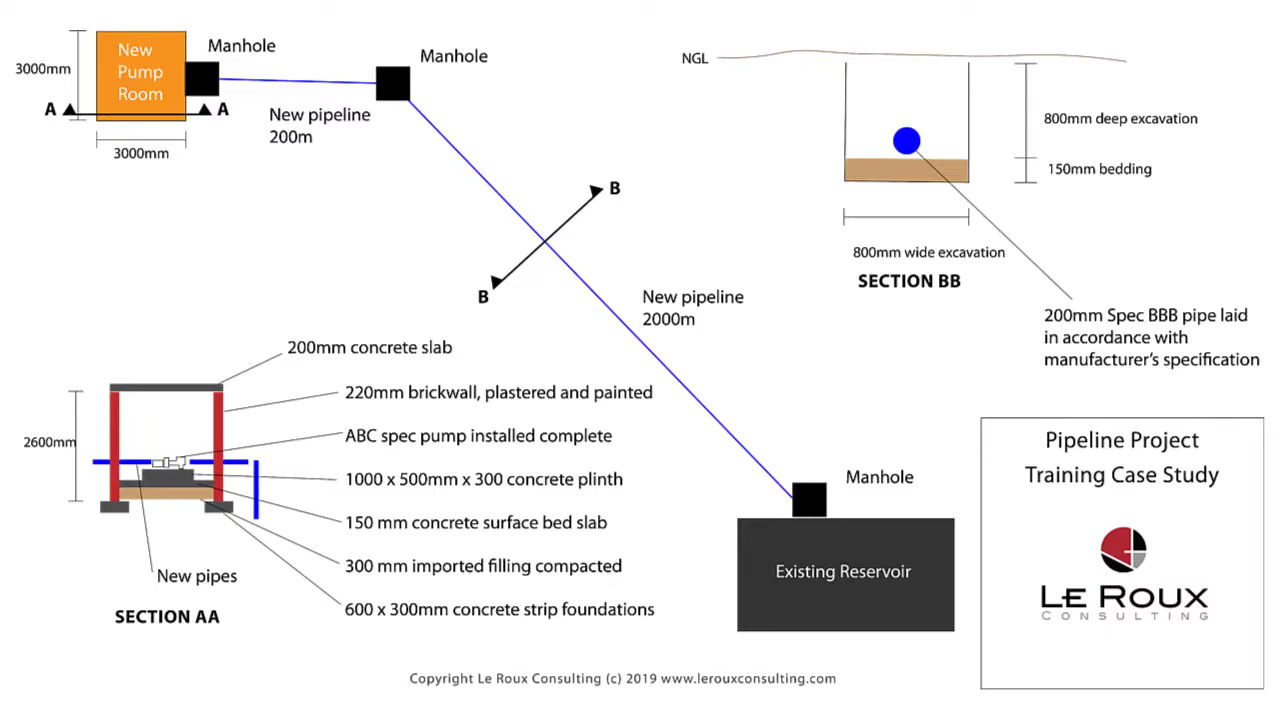 New
Pump
Room
3000mm
3000mm
A
A
Manhole
Manhole
New pipeline
200m
B
B
New pipeline
2000m
Manhole
Existing Reservoir
NGL
800mm deep excavation
150mm bedding
800mm wide excavation
SECTION BB
200mm Spec BBB pipe laid
in accordance with
manufacturer's specification
200mm concrete slab
220mm brickwall, plastered and painted
2600mm
ABC spec pump installed complete
1000 x 500mm x 300 concrete plinth
150 mm concrete surface bed slab
300 mm imported filling compacted
600 x 300mm concrete strip foundations
New pipes
SECTION AA
Pipeline Project
Training Case Study
LE ROUX
CONSULTING
Copyright Le Roux Consulting (c) 2019 www.lerouxconsulting.com